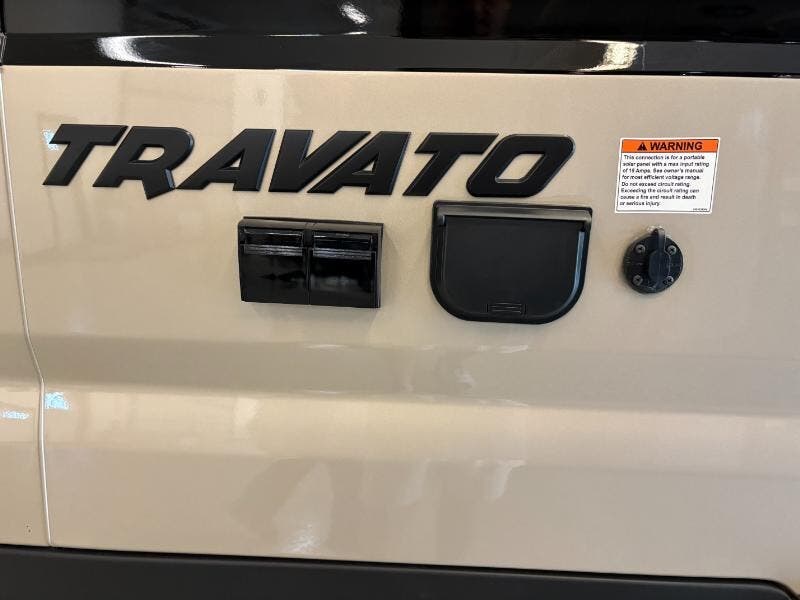 TRAVATO
WARNING
This connection is for a portable
solar panel with a max input rating
of 15 Amps. See owner's manual
for most efficient voltage range.
Do not exceed circuit rating.
Exceeding the circuit rating can
cause a fire and result in death
or serious injury.